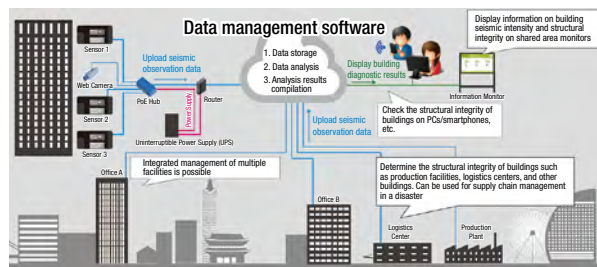 Data management software
Sensor 1
Web Camera
Sensor 2
Sensor 3
Upload seismic
observation data
PoE Hub
Router
Power Supply
Uninterruptible Power Supply (UPS)
1. Data storage
2. Data analysis
3. Analysis results
compilation
Display building
diagnostic results
Display information on building
seismic intensity and structural
integrity on shared area monitors
Information Monitor
Check the structural integrity of
buildings on PCs/smartphones,
etc.
Upload seismic
observation data
Integrated management of multiple
facilities is possible
Determine the structural integrity of buildings such
as production facilities, logistics centers, and other
buildings. Can be used for supply chain management
in a disaster
Office A
Office B
Logistics
Center
Production
Plant